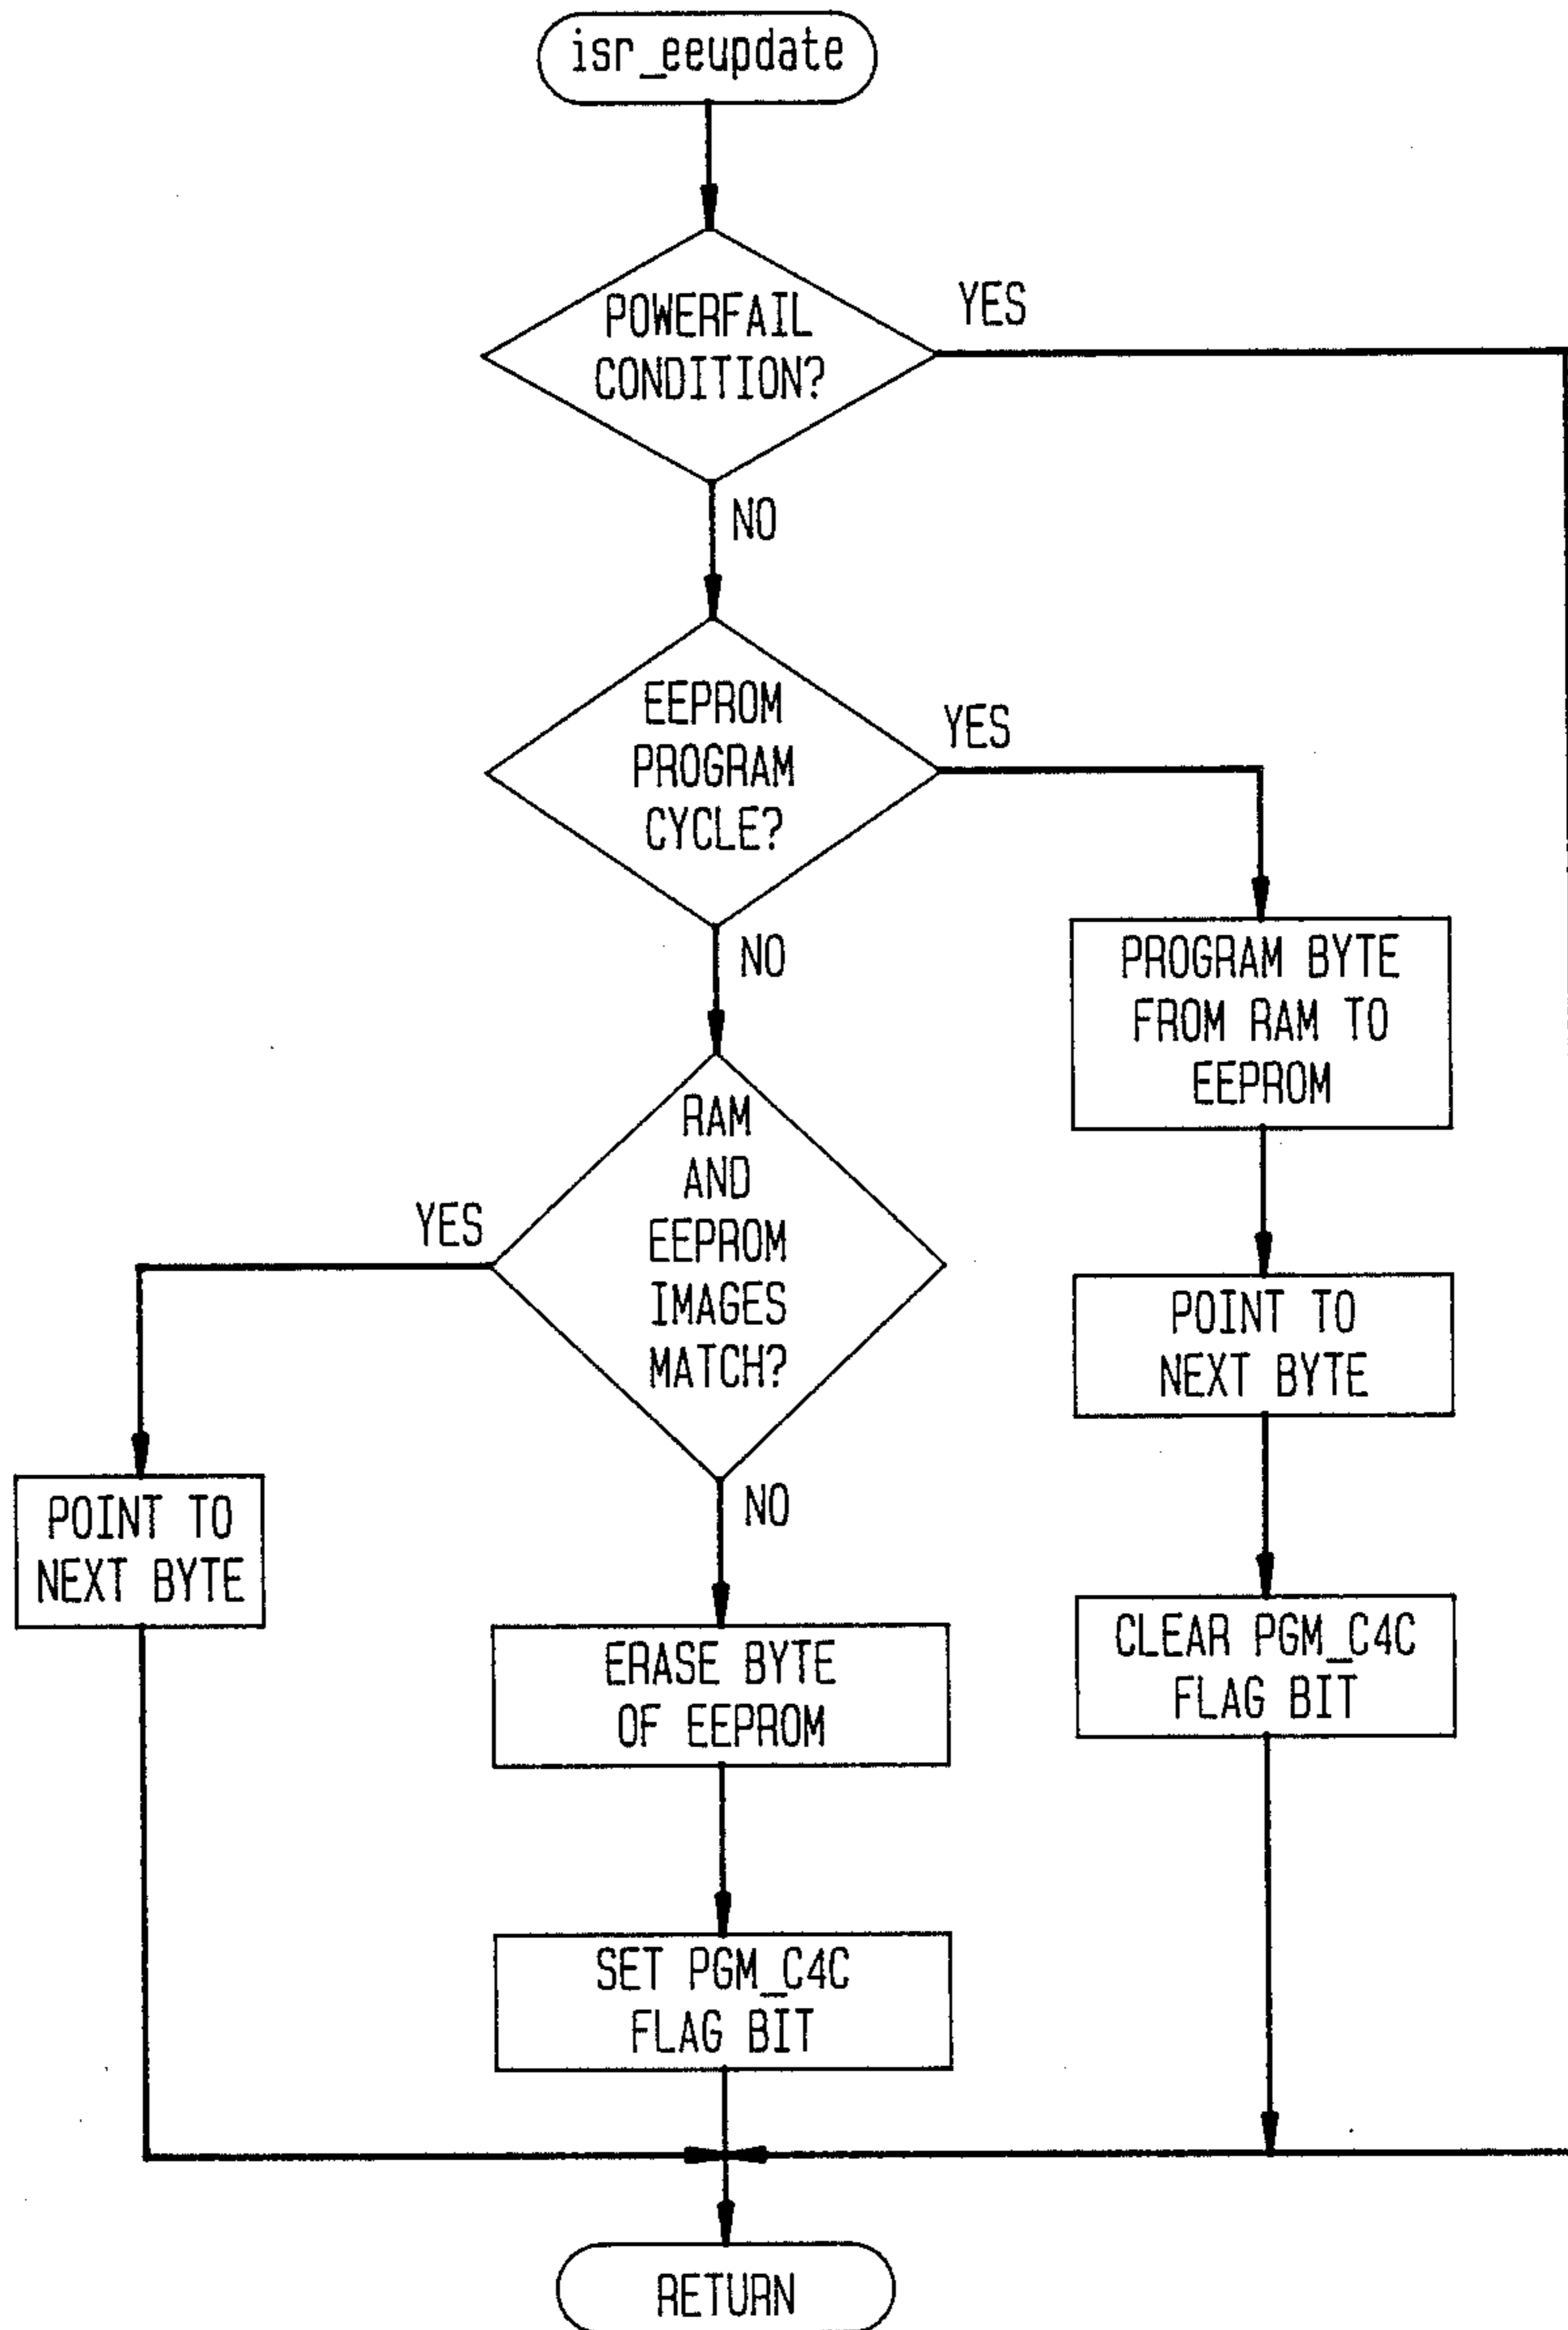 isr_eeupdate
POWERFAIL
CONDITION?
YES
NO
EEPROM
PROGRAM
CYCLE?
YES
NO
PROGRAM BYTE
FROM RAM TO
EEPROM
RAM
AND
EEPROM
IMAGES
MATCH?
YES
NO
POINT TO
NEXT BYTE
POINT TO
NEXT BYTE
ERASE BYTE
OF EEPROM
CLEAR PGM_C4C
FLAG BIT
SET PGM_C4C
FLAG BIT
RETURN